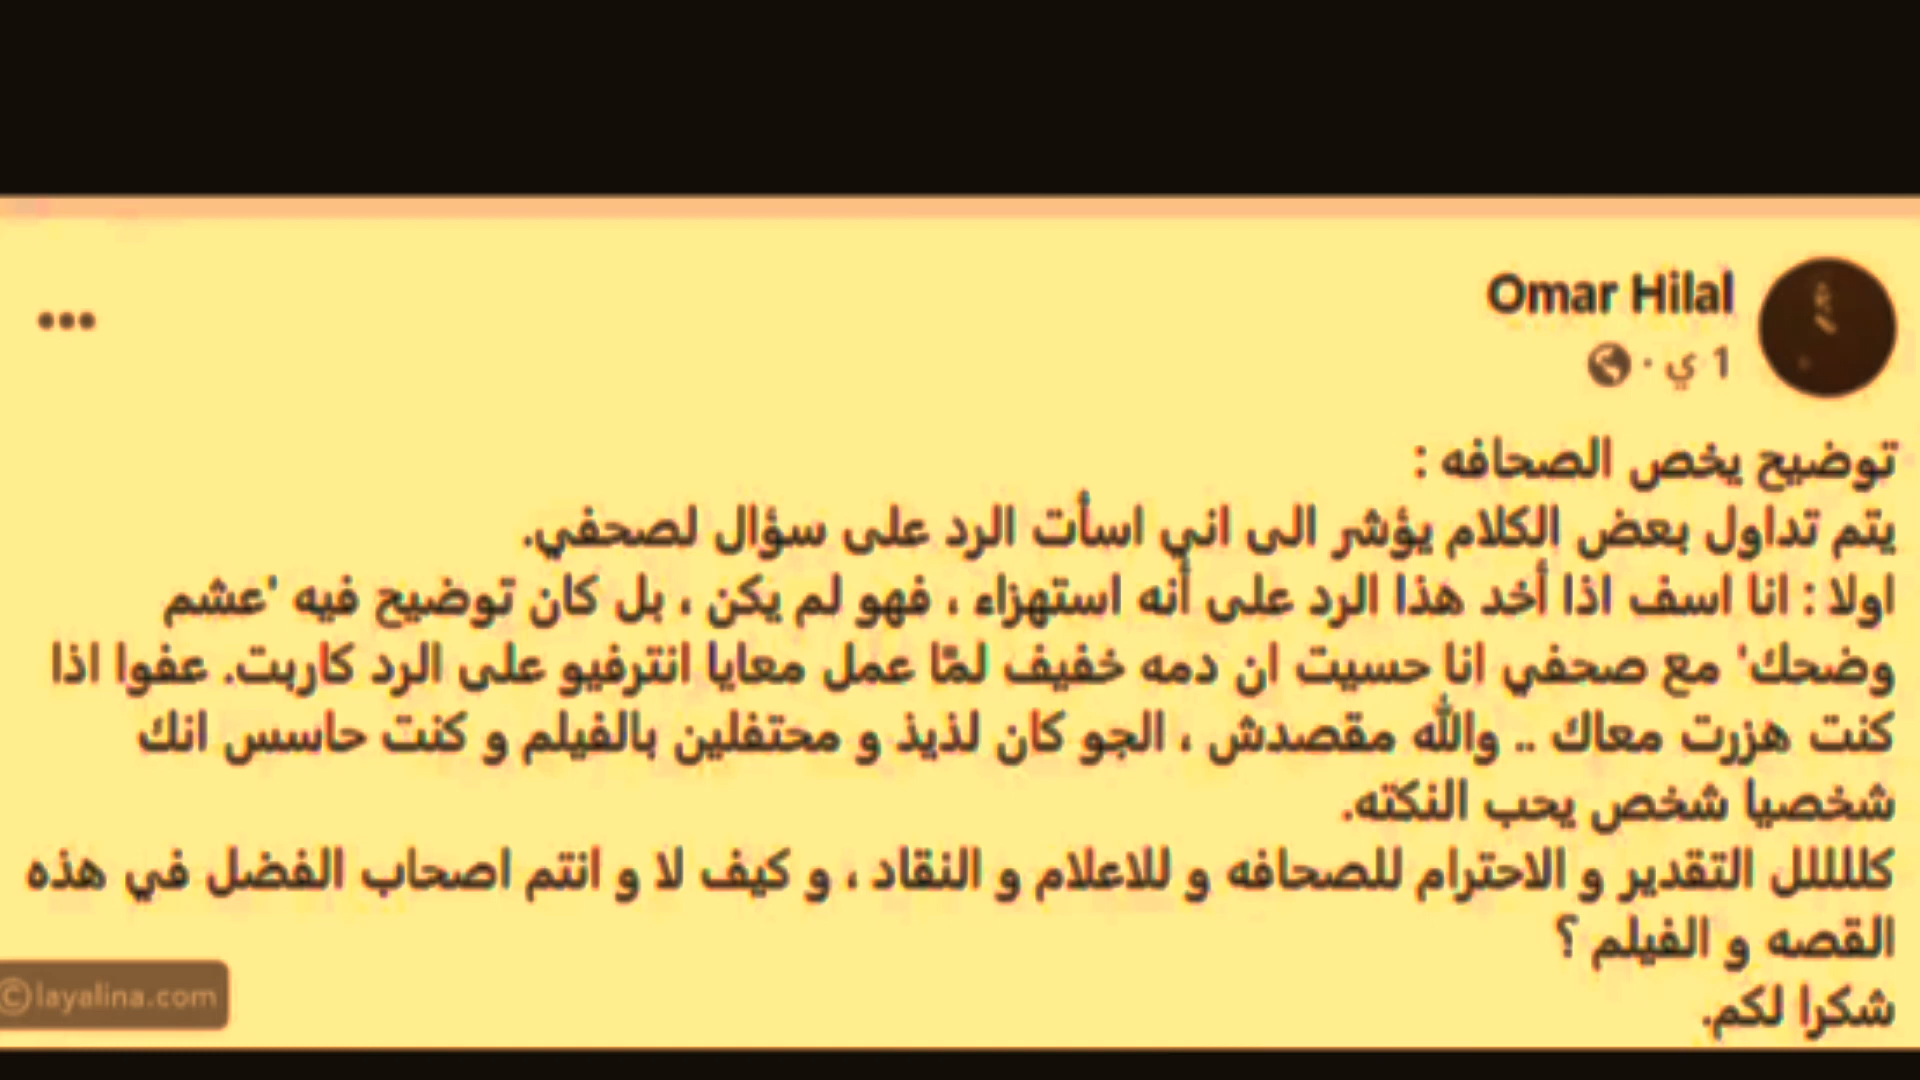 Omar Hilal
1 ي ·
توضيح يخص الصحافه :
يتم تداول بعض الكلام يؤشر الى اني اسأت الرد على سؤال لصحفي.
اولا : انا اسف اذا أخد هذا الرد على أنه استهزاء ، فهو لم يكن ، بل كان توضيح فيه 'عشم
وضحك' مع صحفي انا حسيت ان دمه خفيف لمّا عمل معايا انترفيو على الرد كاربت. عفوا اذا
كنت هزرت معاك .. والله مقصدش ، الجو كان لذيذ و محتفلين بالفيلم و كنت حاسس انك
شخصيا شخص يحب النكته.
كلللللل التقدير و الاحترام للصحافه و للاعلام و النقاد ، و كيف لا و انتم اصحاب الفضل في هذه
القصه و الفيلم ؟
شكرا لكم.
©layalina.com